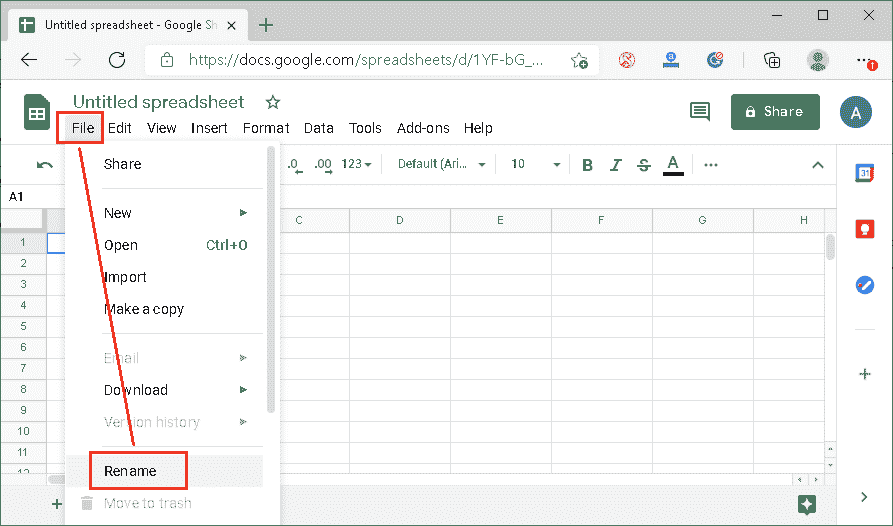 Untitled spreadsheet - Google Sh
https://docs.google.com/spreadsheets/d/1YF-bG_...
Untitled spreadsheet
File Edit View Insert Format Data Tools Add-ons Help
Share
A
.0 .00 123 Default (Ari... 10 B I S A
31
A1
C D E F G H
Share
New
Open Ctrl+O
Import
Make a copy
Email
Download
Version history
Rename
Move to trash
1
2
3
4
5
6
7
8
9
10
11
12